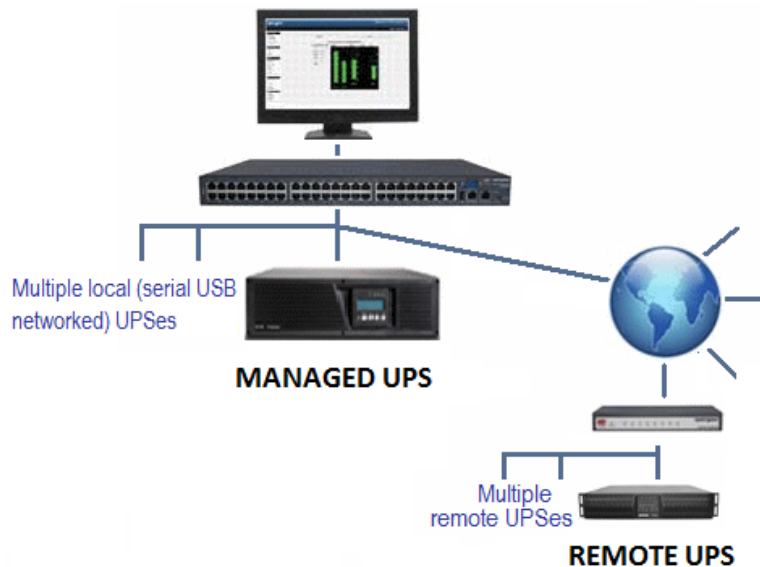 Multiple local (serial USB
networked) UPSes
MANAGED UPS
Multiple
remote UPSes
REMOTE UPS